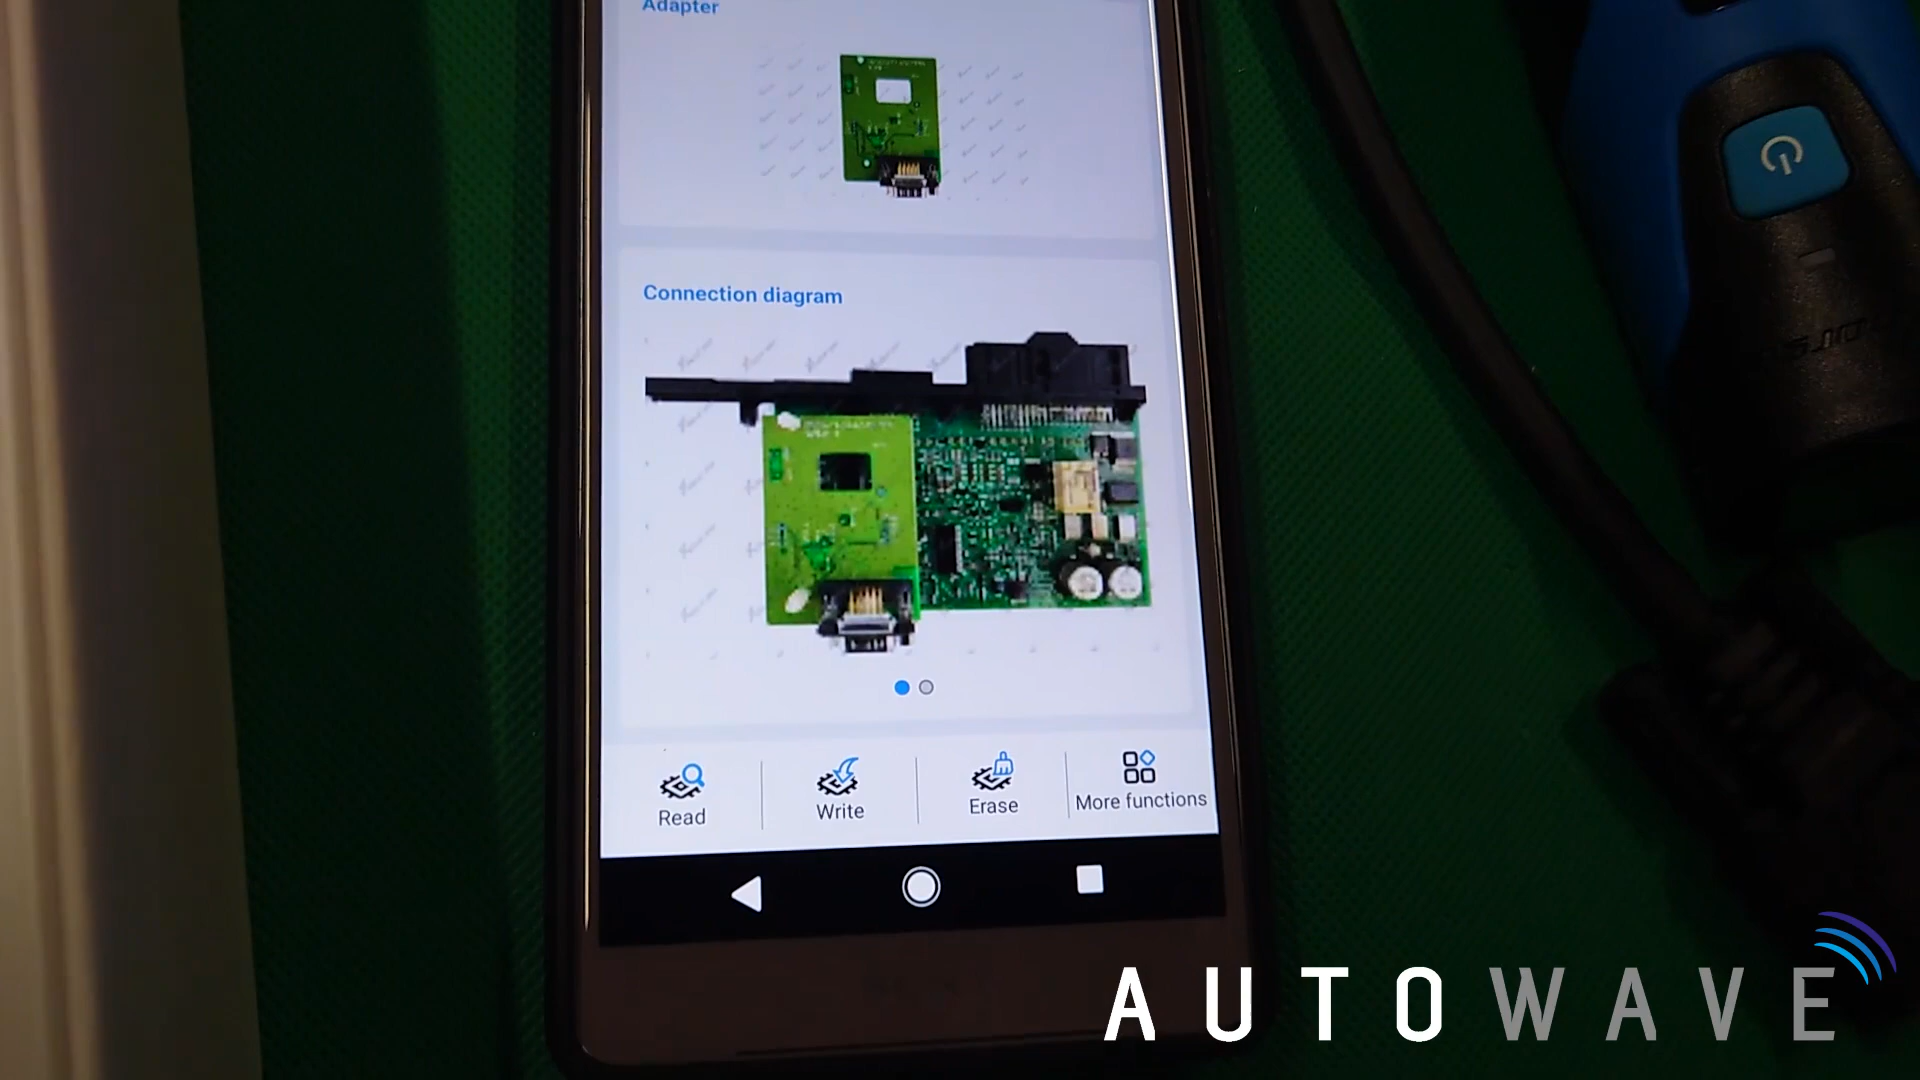 Adapter
Connection diagram
Read
Write
Erase
More functions
AUTOWAVE